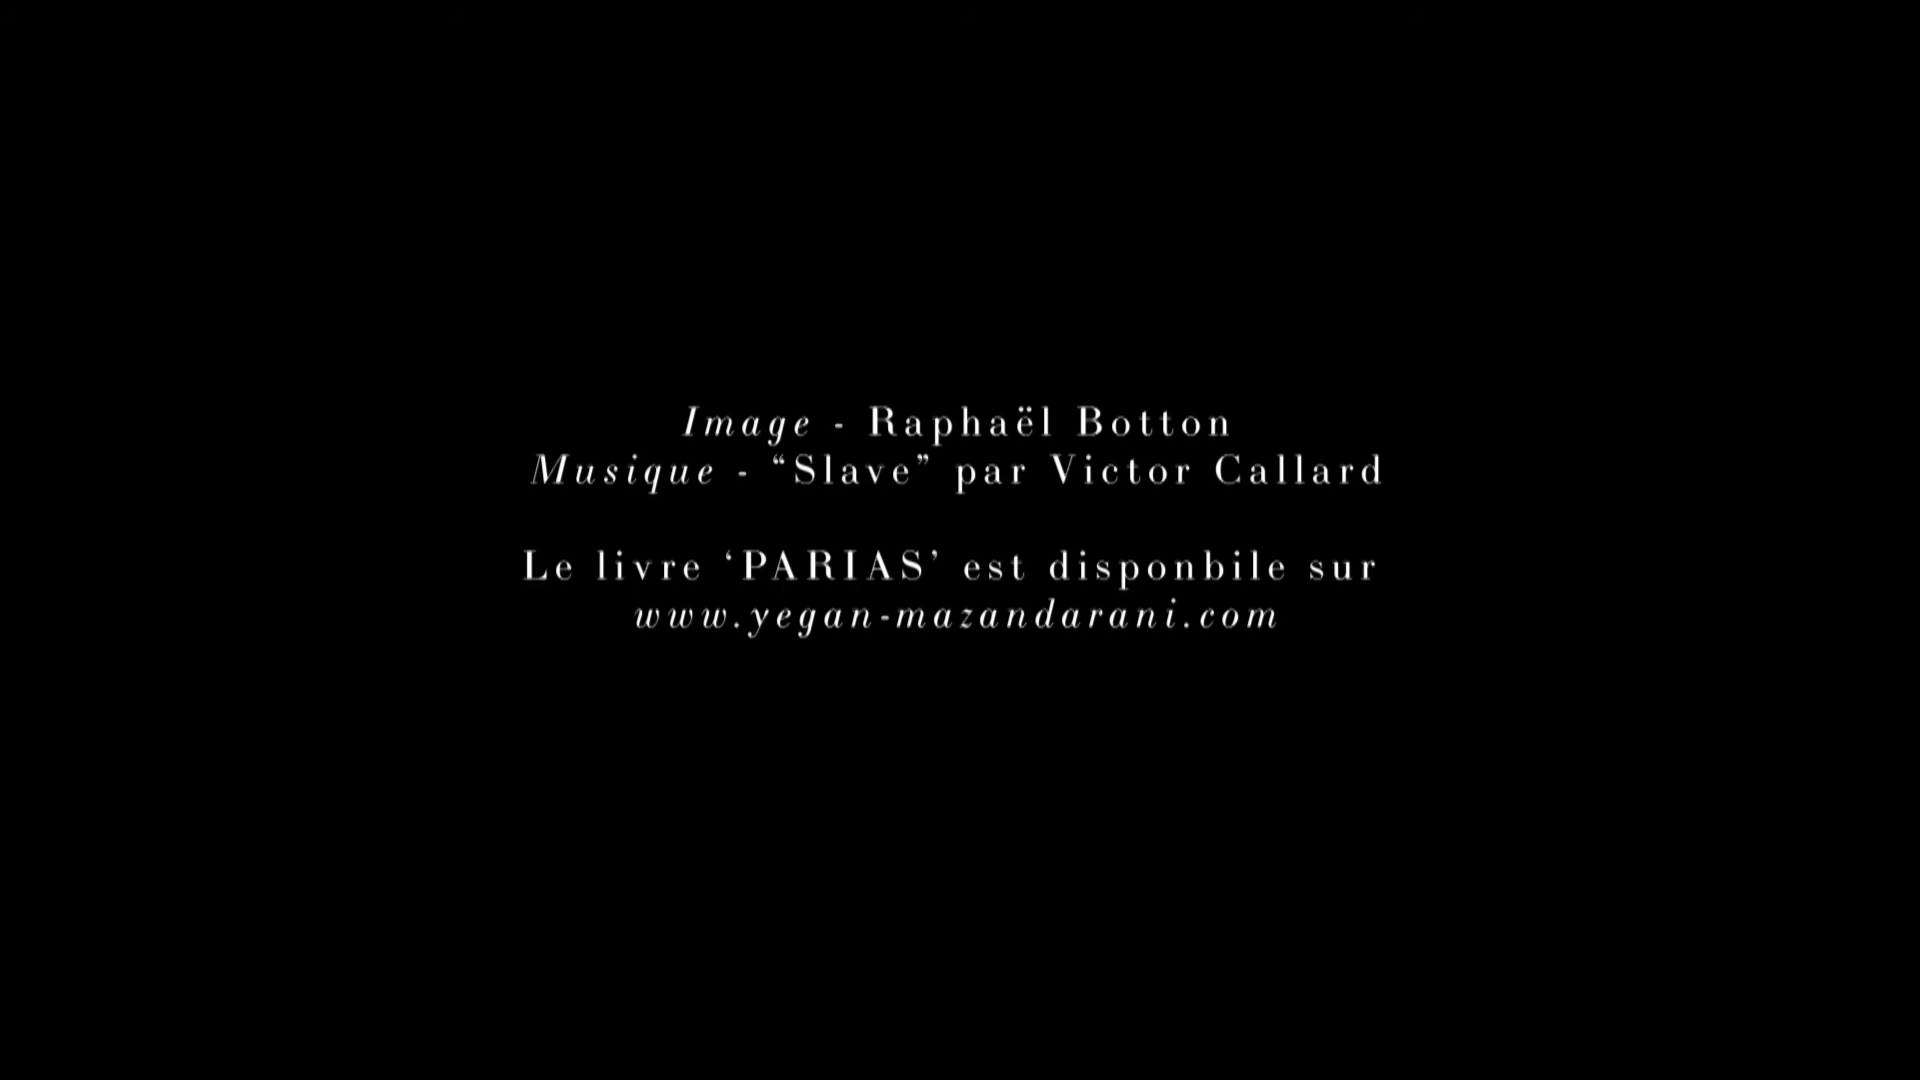 Image - Raphaël Botton
Musique - “Slave” par Victor Callard
Le livre ‘PARIAS’ est disponbile sur
www.yegan-mazandarani.com